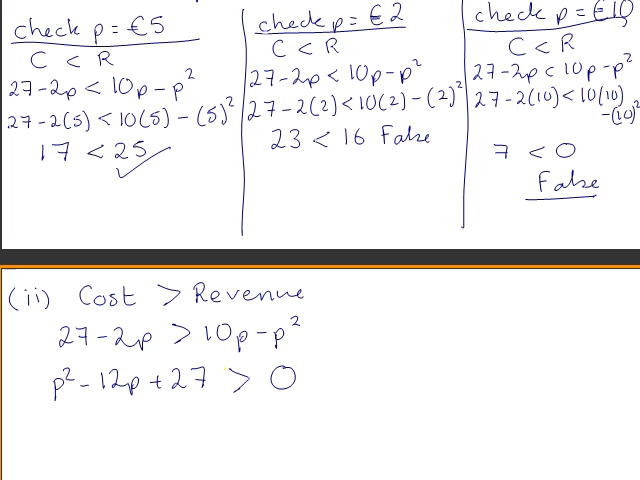 check p = €5
C < R
27 - 2p < 10p - p²
27 - 2(5) < 10(5) - (5)²
17 < 25 ✓
check p = €2
C < R
27 - 2p < 10p - p²
27 - 2(2) < 10(2) - (2)²
23 < 16 False
check p = €10
C < R
27 - 2p < 10p - p²
27 - 2(10) < 10(10)
- (10)²
7 < 0
False
(ii) Cost > Revenue
27 - 2p > 10p - p²
p² - 12p + 27 > 0